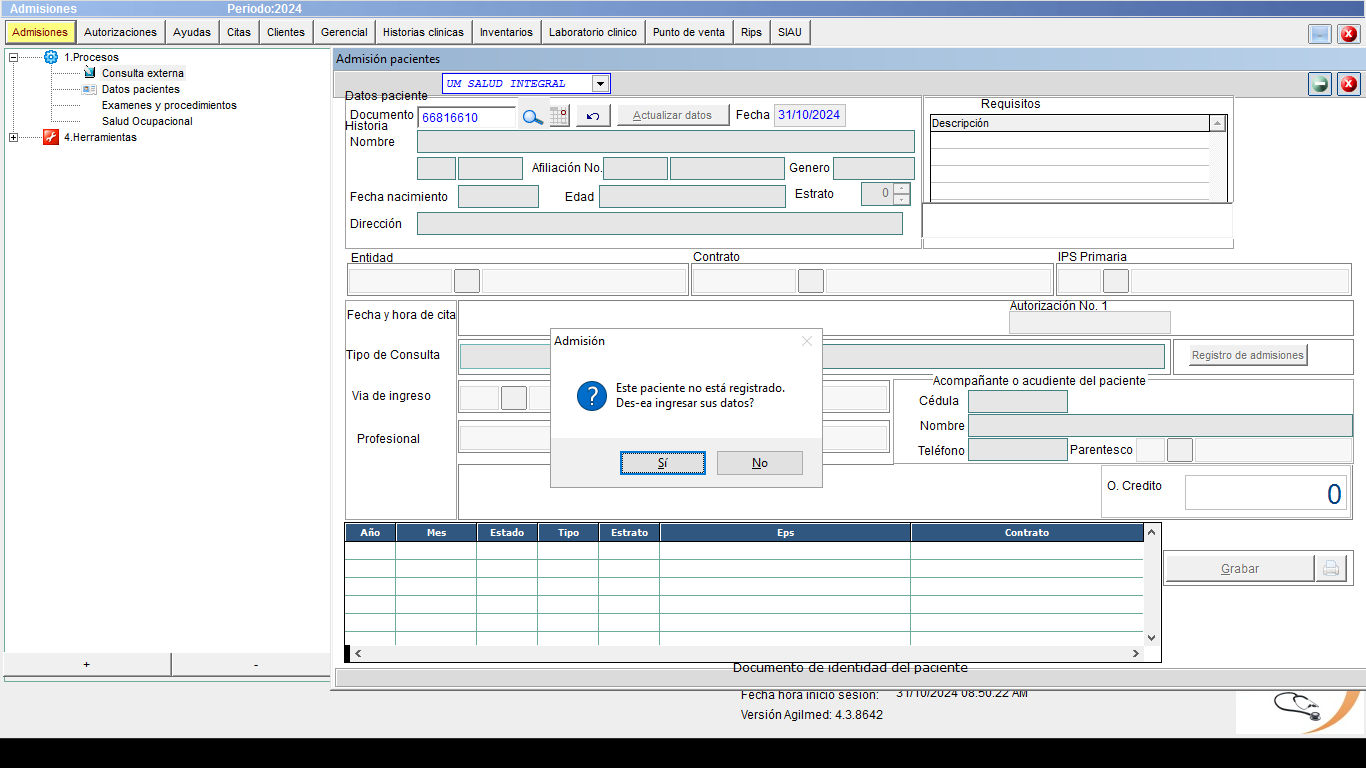 Admisiones Periodo:2024
Admisiones Autorizaciones Ayudas Citas Clientes Gerencial Historias clinicas Inventarios Laboratorio clinico Punto de venta Rips SIAU
1.Procesos
Consulta externa
Datos pacientes
Examenes y procedimientos
Salud Ocupacional
4.Herramientas
+ -
Admisión pacientes
UM SALUD INTEGRAL
Datos paciente
Documento 66816610 Actualizar datos Fecha 31/10/2024
Historia
Nombre
Afiliación No. Genero
Fecha nacimiento Edad Estrato 0
Dirección
Requisitos
Descripción
Entidad Contrato IPS Primaria
Fecha y hora de cita Autorización No. 1
Tipo de Consulta Registro de admisiones
Via de ingreso
Profesional
Acompañante o acudiente del paciente
Cédula
Nombre
Teléfono Parentesco
O. Credito 0
Admisión
Este paciente no está registrado.
Des-ea ingresar sus datos?
Sí No
Año Mes Estado Tipo Estrato Eps Contrato
Grabar
Documento de identidad del paciente
Fecha hora inicio sesión: 31/10/2024 08:50:22 AM
Versión Agilmed: 4.3.8642